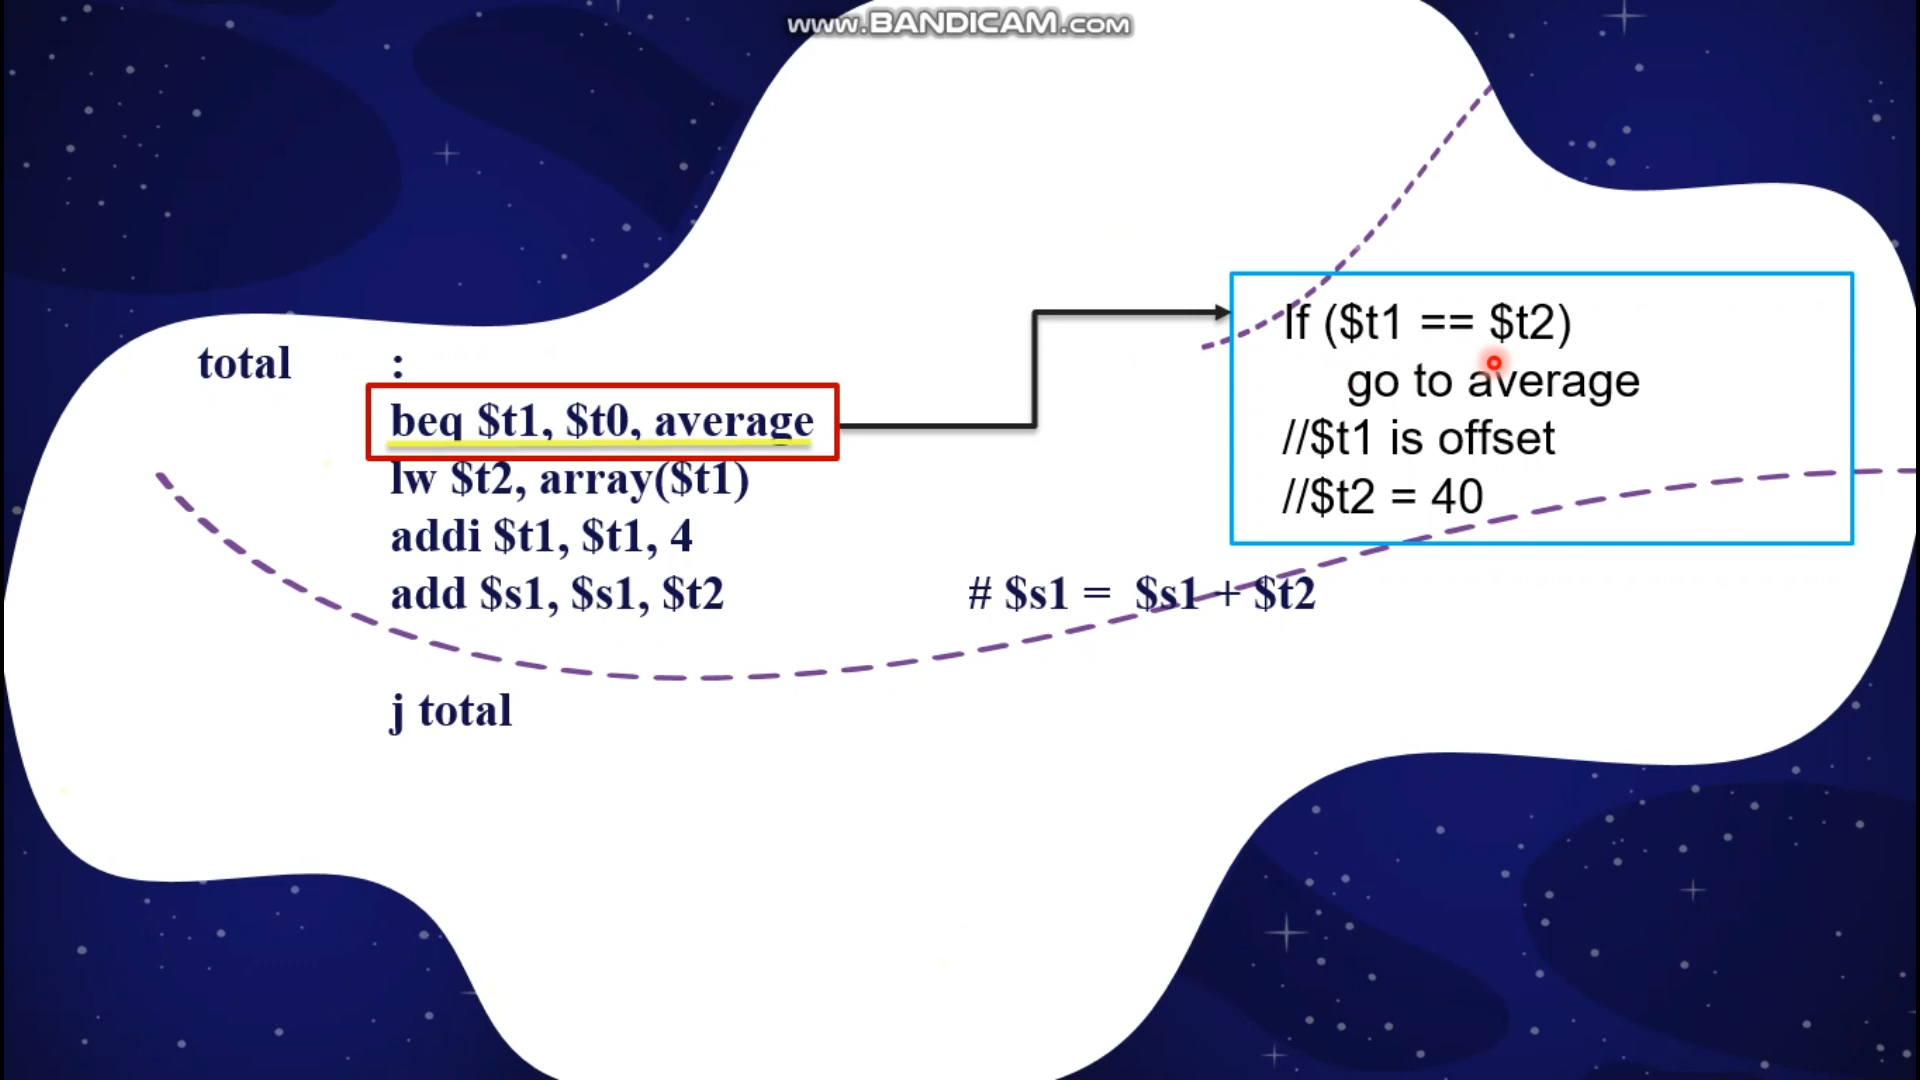 www.BANDICAM.com
total :
beq $t1, $t0, average
lw $t2, array($t1)
addi $t1, $t1, 4
add $s1, $s1, $t2 # $s1 = $s1 + $t2
j total
If ($t1 == $t2)
go to average
//$t1 is offset
//$t2 = 40